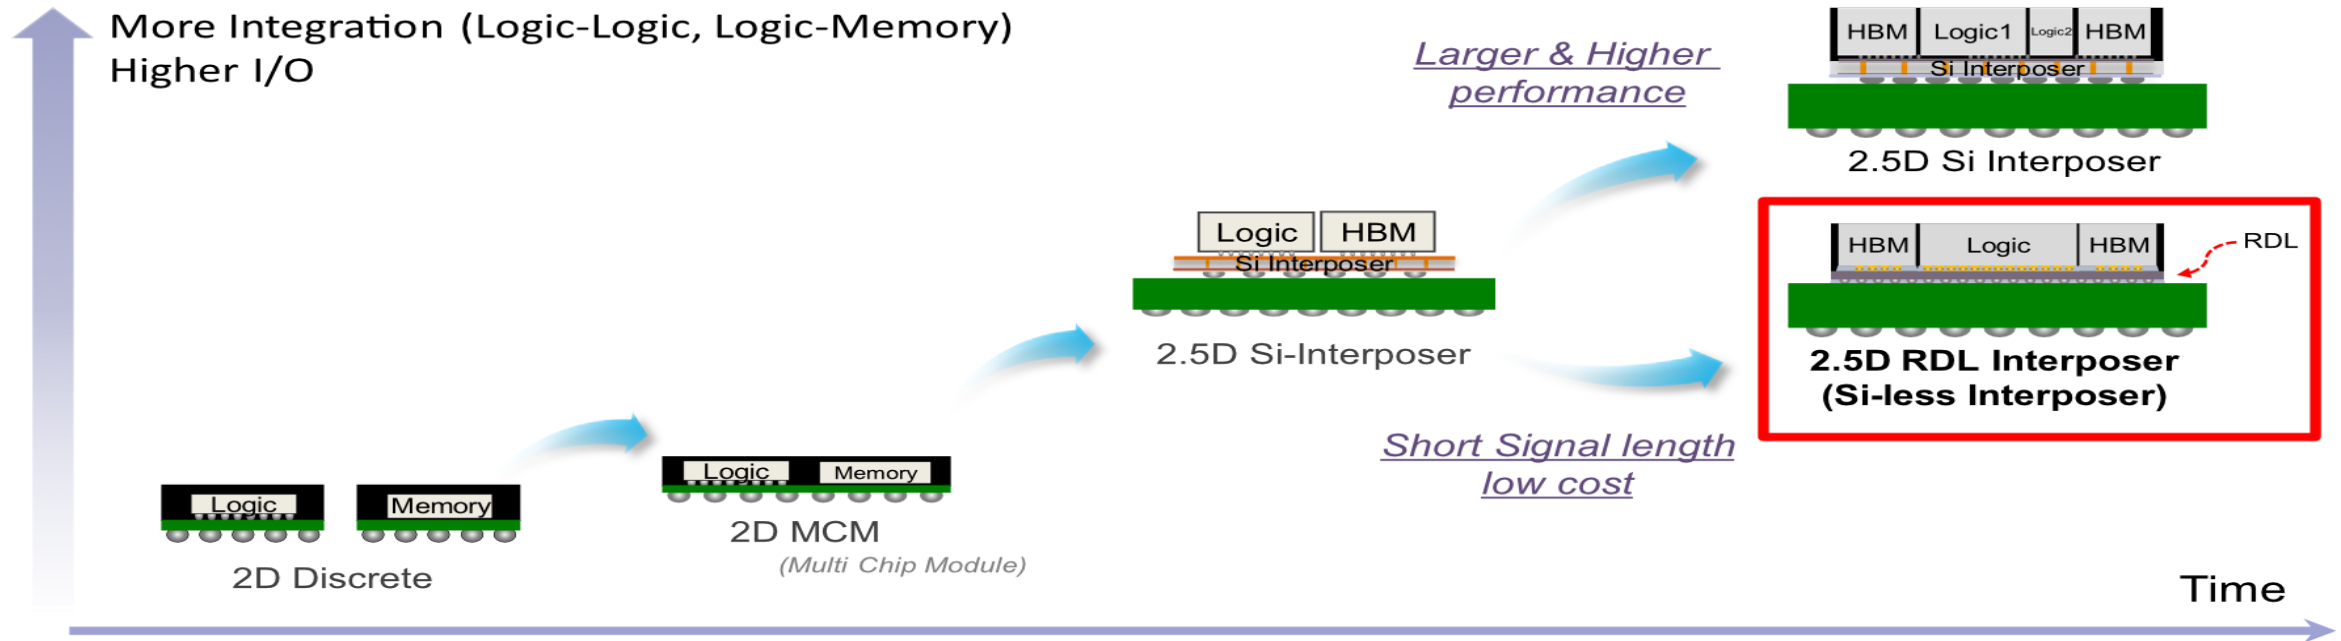 More Integration (Logic-Logic, Logic-Memory)
Higher I/O
Larger & Higher
performance
HBM
Logic1
Logic2
HBM
Si Interposer
2.5D Si Interposer
Logic
HBM
Si Interposer
2.5D Si-Interposer
HBM
Logic
HBM
RDL
2.5D RDL Interposer
(Si-less Interposer)
Short Signal length
low cost
Logic
Memory
2D MCM
(Multi Chip Module)
Logic
Memory
2D Discrete
Time